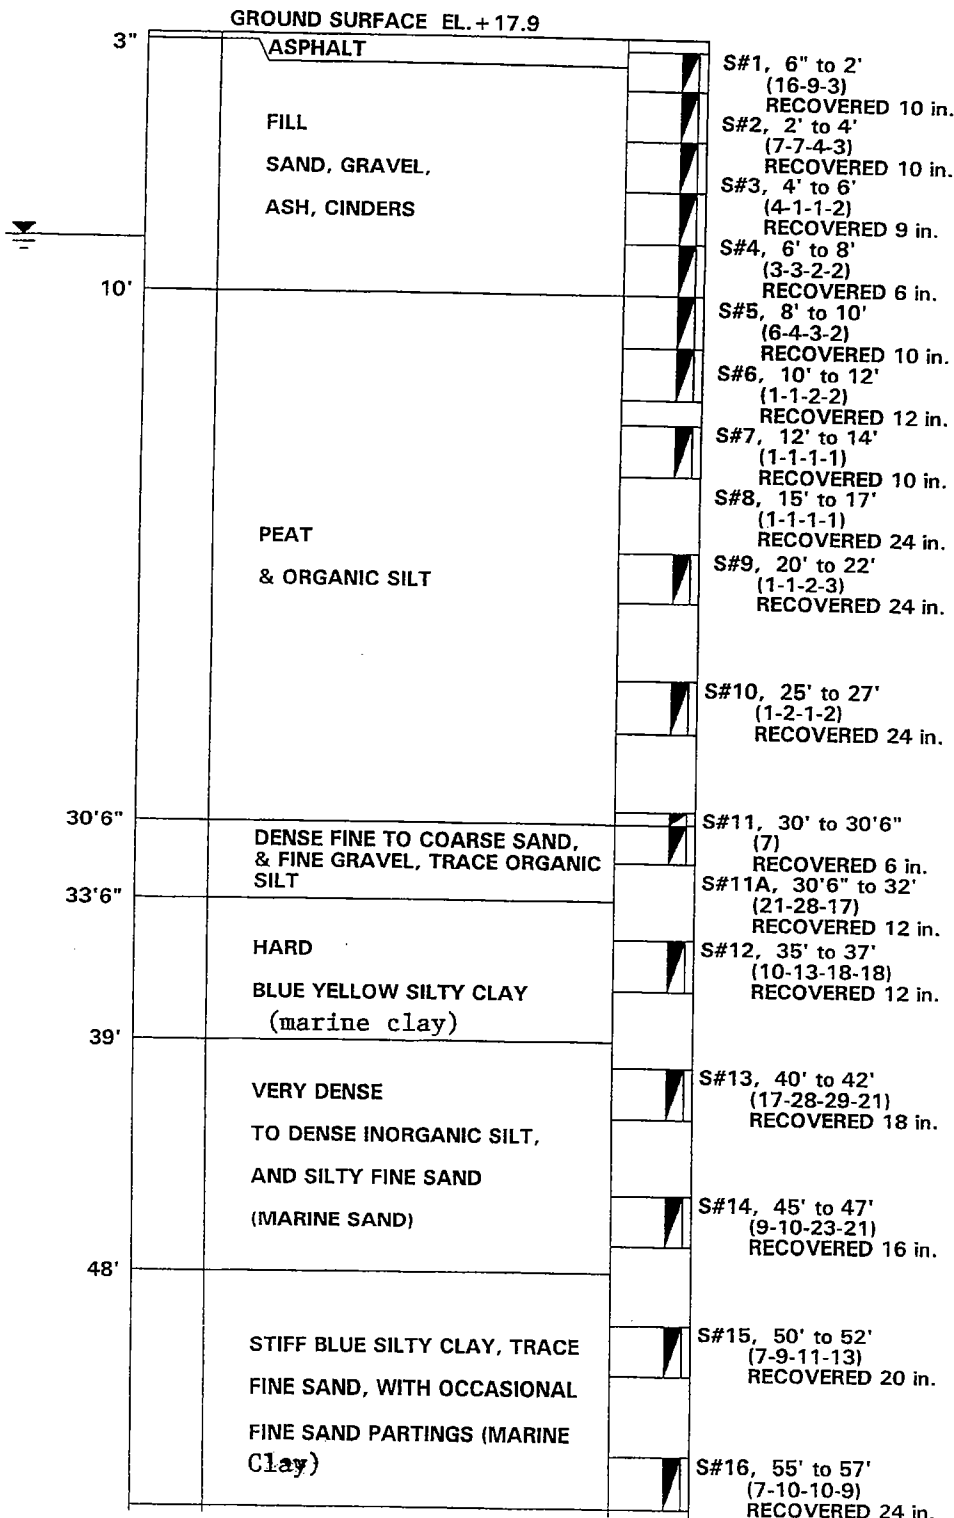 GROUND SURFACE EL.+17.9
3"
ASPHALT
FILL
SAND, GRAVEL,
ASH, CINDERS
10'
PEAT
& ORGANIC SILT
30'6"
DENSE FINE TO COARSE SAND,
& FINE GRAVEL, TRACE ORGANIC
SILT
33'6"
HARD
BLUE YELLOW SILTY CLAY
(marine clay)
39'
VERY DENSE
TO DENSE INORGANIC SILT,
AND SILTY FINE SAND
(MARINE SAND)
48'
STIFF BLUE SILTY CLAY, TRACE
FINE SAND, WITH OCCASIONAL
FINE SAND PARTINGS (MARINE
Clay)
S#1, 6" to 2'
(16-9-3)
RECOVERED 10 in.
S#2, 2' to 4'
(7-7-4-3)
RECOVERED 10 in.
S#3, 4' to 6'
(4-1-1-2)
RECOVERED 9 in.
S#4, 6' to 8'
(3-3-2-2)
RECOVERED 6 in.
S#5, 8' to 10'
(6-4-3-2)
RECOVERED 10 in.
S#6, 10' to 12'
(1-1-2-2)
RECOVERED 12 in.
S#7, 12' to 14'
(1-1-1-1)
RECOVERED 10 in.
S#8, 15' to 17'
(1-1-1-1)
RECOVERED 24 in.
S#9, 20' to 22'
(1-1-2-3)
RECOVERED 24 in.
S#10, 25' to 27'
(1-2-1-2)
RECOVERED 24 in.
S#11, 30' to 30'6"
(7)
RECOVERED 6 in.
S#11A, 30'6" to 32'
(21-28-17)
RECOVERED 12 in.
S#12, 35' to 37'
(10-13-18-18)
RECOVERED 12 in.
S#13, 40' to 42'
(17-28-29-21)
RECOVERED 18 in.
S#14, 45' to 47'
(9-10-23-21)
RECOVERED 16 in.
S#15, 50' to 52'
(7-9-11-13)
RECOVERED 20 in.
S#16, 55' to 57'
(7-10-10-9)
RECOVERED 24 in.